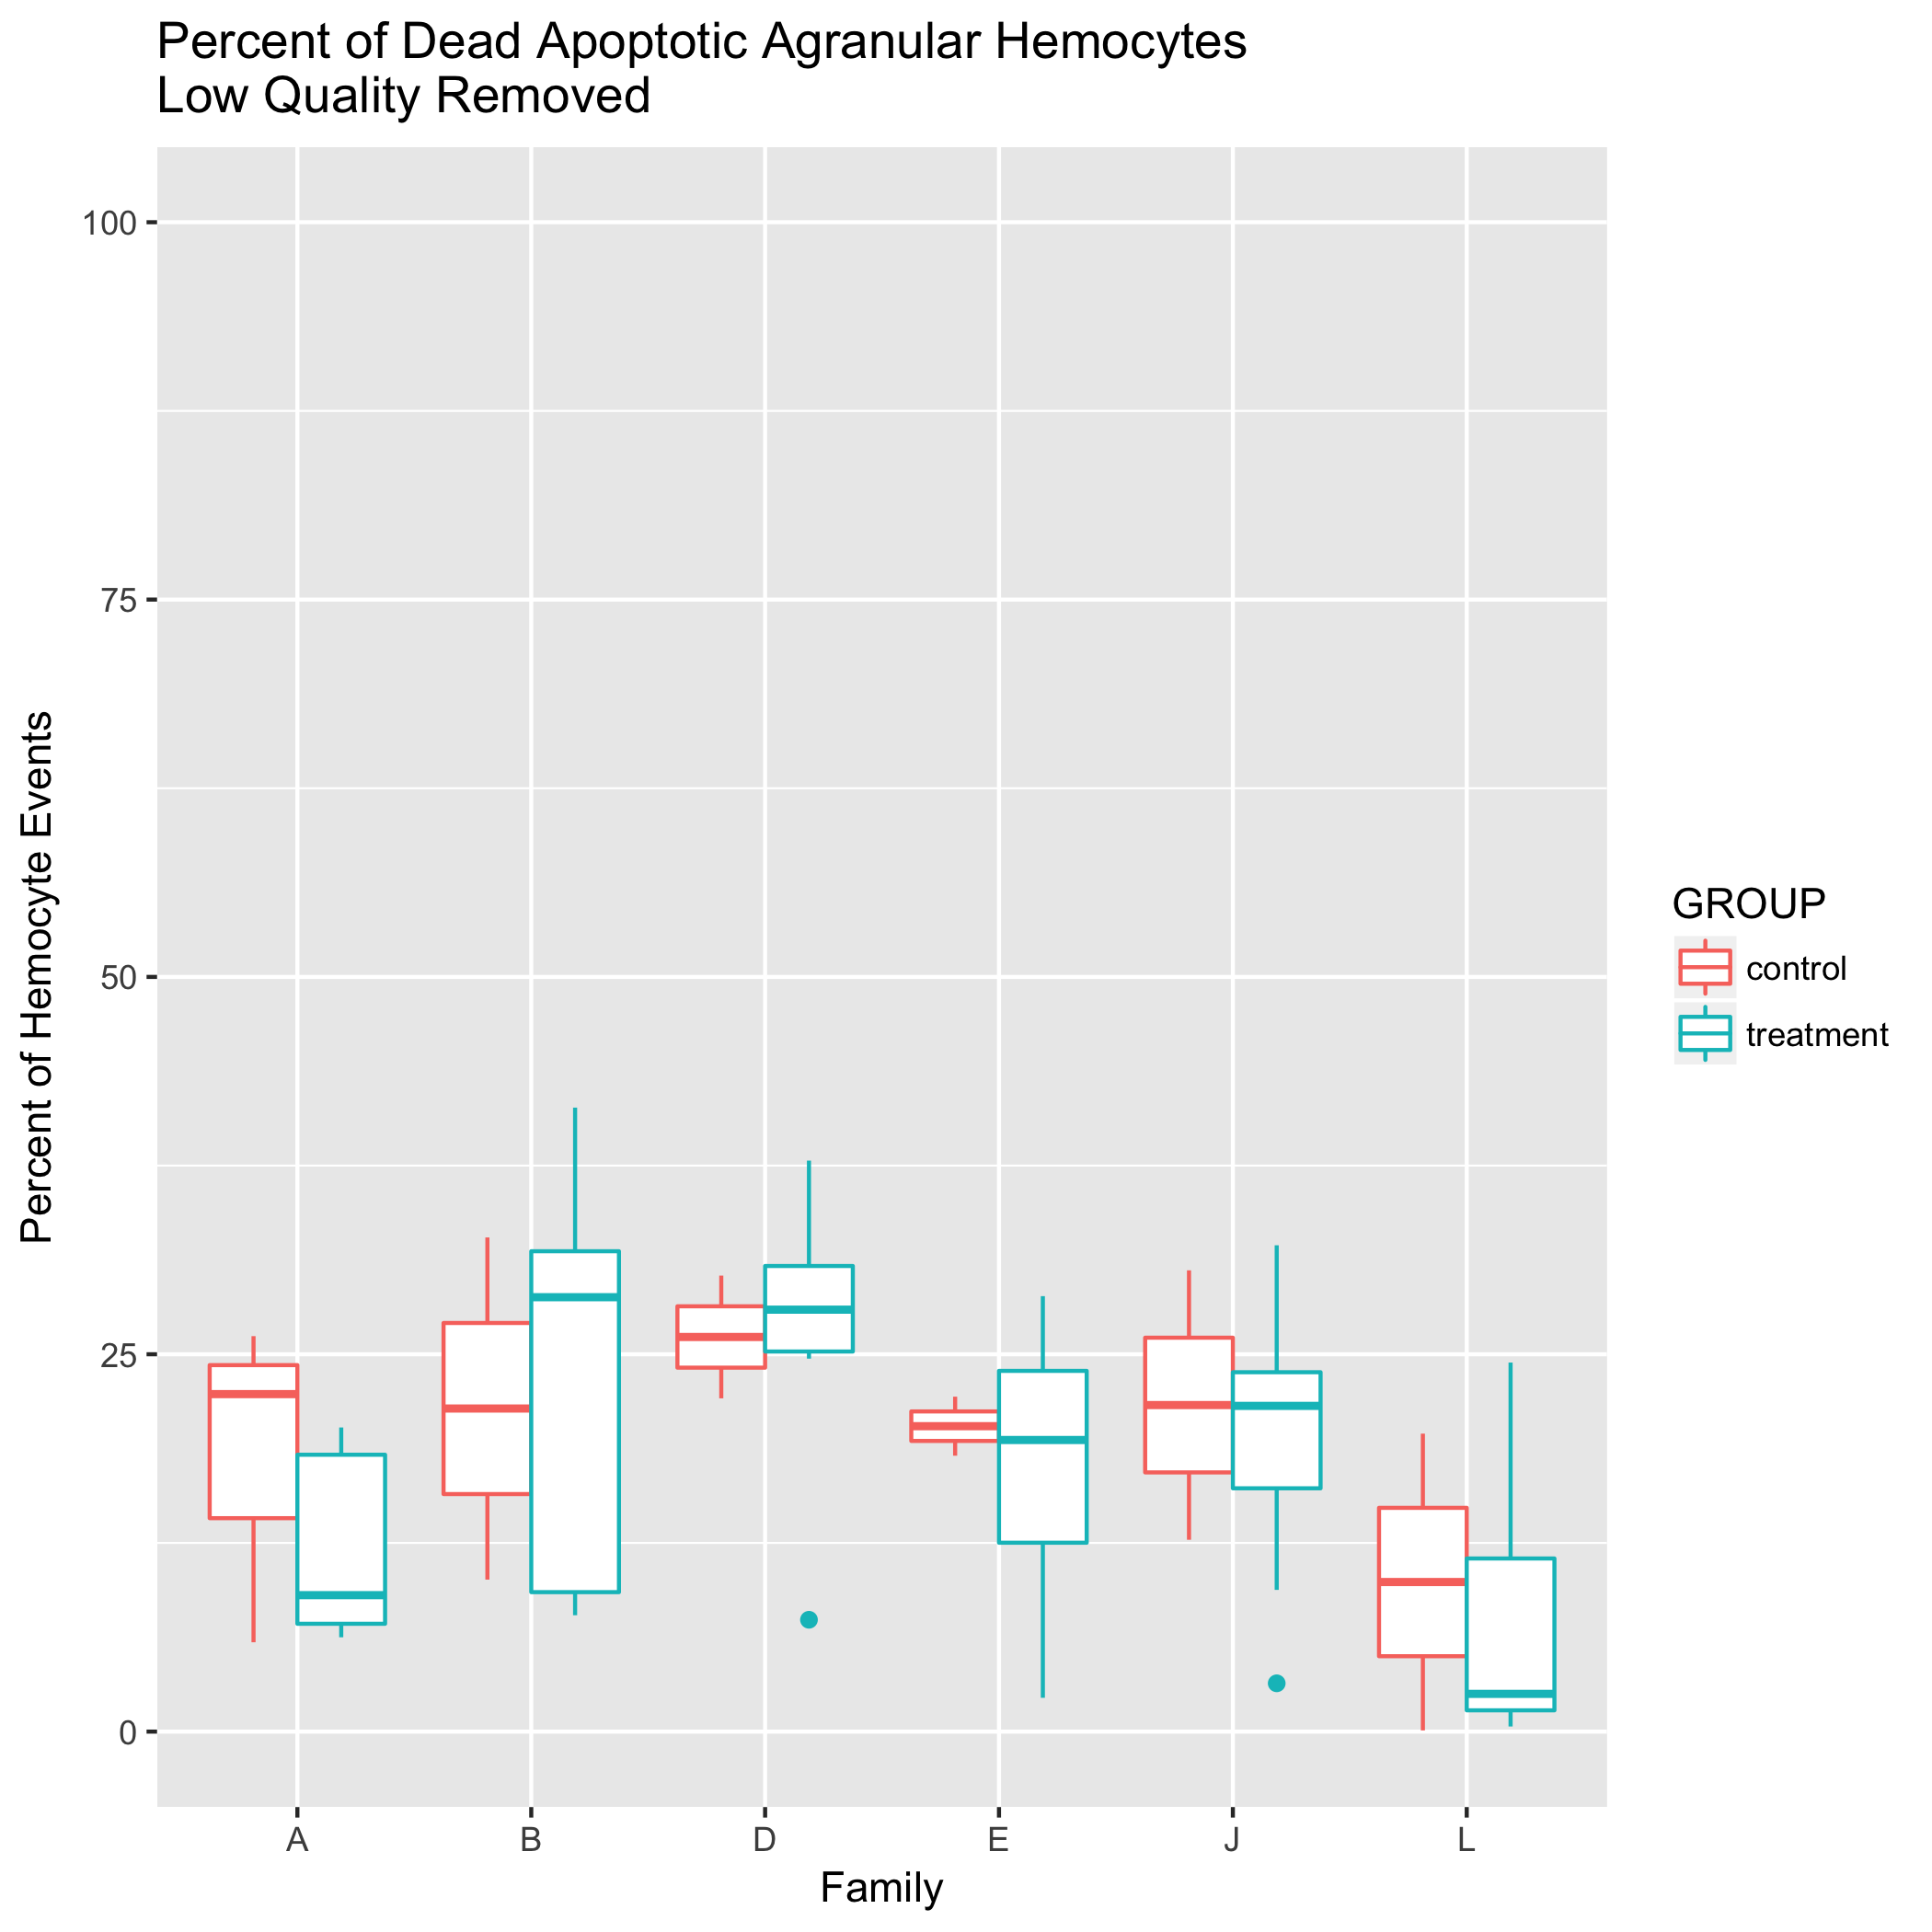 Percent of Dead Apoptotic Agranular Hemocytes
Low Quality Removed
100
75
50
25
0
Percent of Hemocyte Events
A B D E J L
Family
GROUP
control
treatment